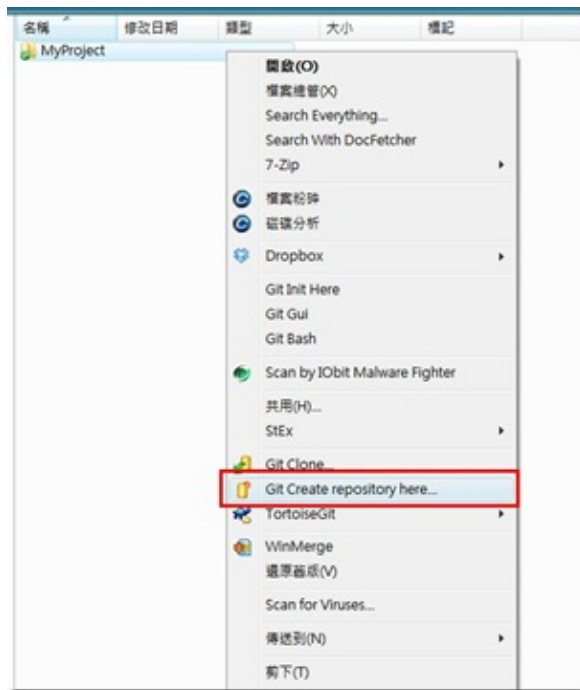 名稱 修改日期 類型 大小 標記
MyProject
開啟(O)
檔案總管(X)
Search Everything...
Search With DocFetcher
7-Zip
檔案粉碎
磁碟分析
Dropbox
Git Init Here
Git Gui
Git Bash
Scan by IObit Malware Fighter
共用(H)...
StEx
Git Clone...
Git Create repository here...
TortoiseGit
WinMerge
還原舊版(V)
Scan for Viruses...
傳送到(N)
剪下(T)